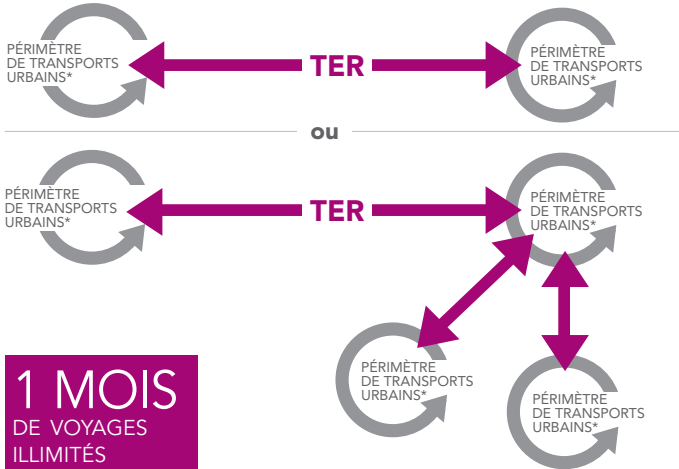 PÉRIMÈTRE
DE TRANSPORTS
URBAINS*
TER
PÉRIMÈTRE
DE TRANSPORTS
URBAINS*
ou
PÉRIMÈTRE
DE TRANSPORTS
URBAINS*
TER
PÉRIMÈTRE
DE TRANSPORTS
URBAINS*
PÉRIMÈTRE
DE TRANSPORTS
URBAINS*
PÉRIMÈTRE
DE TRANSPORTS
URBAINS*
1 MOIS
DE VOYAGES
ILLIMITÉS